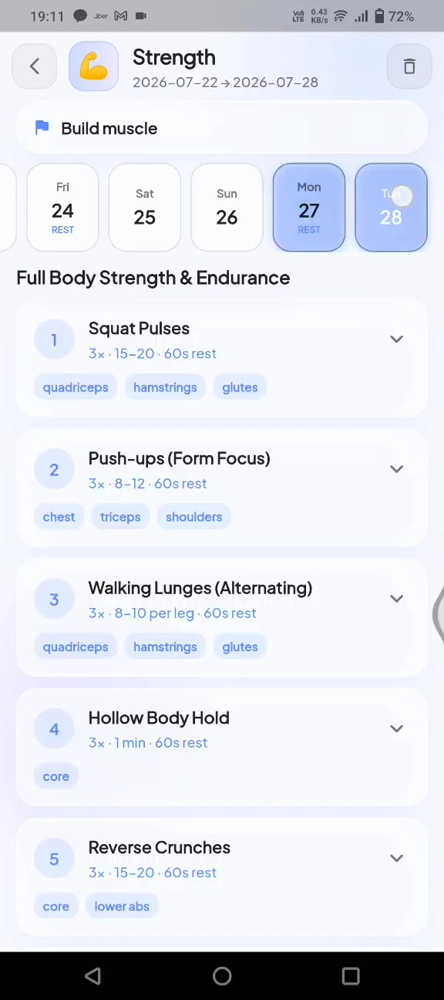 19:11 Jber VoⅠ) LTE 0.43 KB/s 72%
Strength
2026-07-22 → 2026-07-28
Build muscle
Fri Sat Sun Mon Tue
24 25 26 27 28
REST REST
Full Body Strength & Endurance
1 Squat Pulses
3× · 15-20 · 60s rest
quadriceps hamstrings glutes
2 Push-ups (Form Focus)
3× · 8-12 · 60s rest
chest triceps shoulders
3 Walking Lunges (Alternating)
3× · 8-10 per leg · 60s rest
quadriceps hamstrings glutes
4 Hollow Body Hold
3× · 1 min · 60s rest
core
5 Reverse Crunches
3× · 15-20 · 60s rest
core lower abs